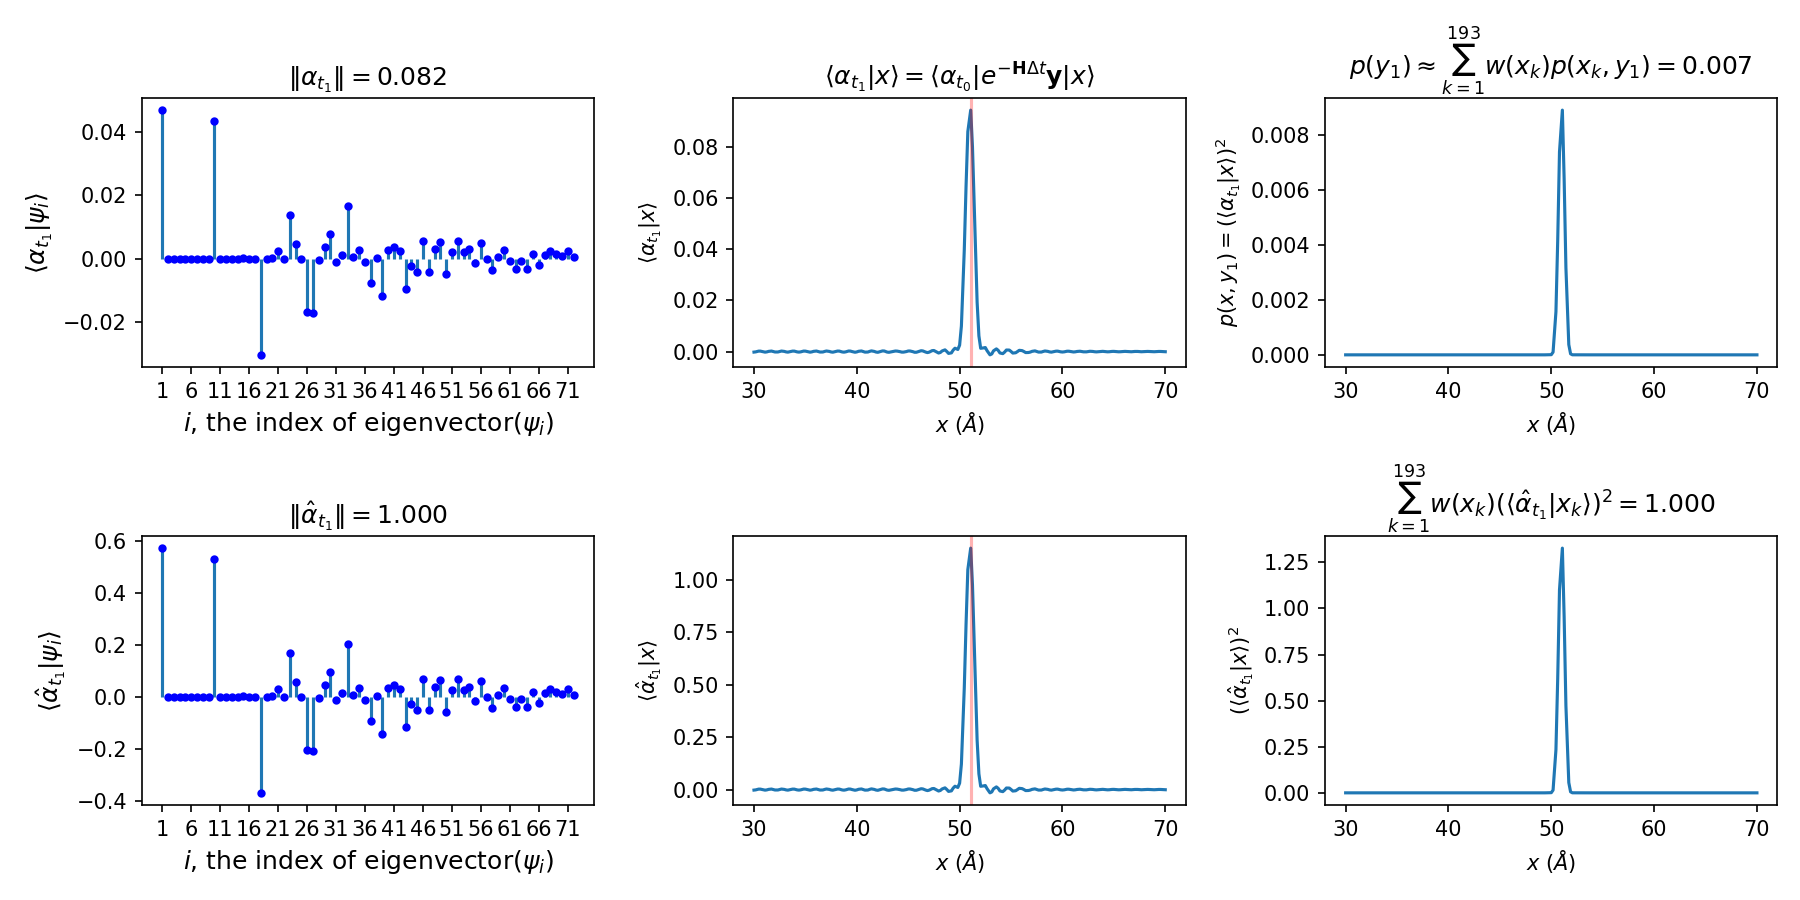 ‖α_{t_1}‖ = 0.082
0.04
0.02
0.00
−0.02
⟨α_{t_1}|ψ_i⟩
1 6 11 16 21 26 31 36 41 46 51 56 61 66 71
i, the index of eigenvector(ψ_i)
⟨α_{t_1}|x⟩ = ⟨α_{t_0}|e^{−HΔt}y|x⟩
0.08
0.06
0.04
0.02
0.00
⟨α_{t_1}|x⟩
30 40 50 60 70
x (Å)
p(y_1) ≈ ∑_{k=1}^{193} w(x_k)p(x_k, y_1) = 0.007
0.008
0.006
0.004
0.002
0.000
p(x, y_1) = (⟨α_{t_1}|x⟩)^2
30 40 50 60 70
x (Å)
‖α̂_{t_1}‖ = 1.000
0.6
0.4
0.2
0.0
−0.2
−0.4
⟨α̂_{t_1}|ψ_i⟩
1 6 11 16 21 26 31 36 41 46 51 56 61 66 71
i, the index of eigenvector(ψ_i)
1.00
0.75
0.50
0.25
0.00
⟨α̂_{t_1}|x⟩
30 40 50 60 70
x (Å)
∑_{k=1}^{193} w(x_k)(⟨α̂_{t_1}|x_k⟩)^2 = 1.000
1.25
1.00
0.75
0.50
0.25
0.00
(⟨α̂_{t_1}|x⟩)^2
30 40 50 60 70
x (Å)